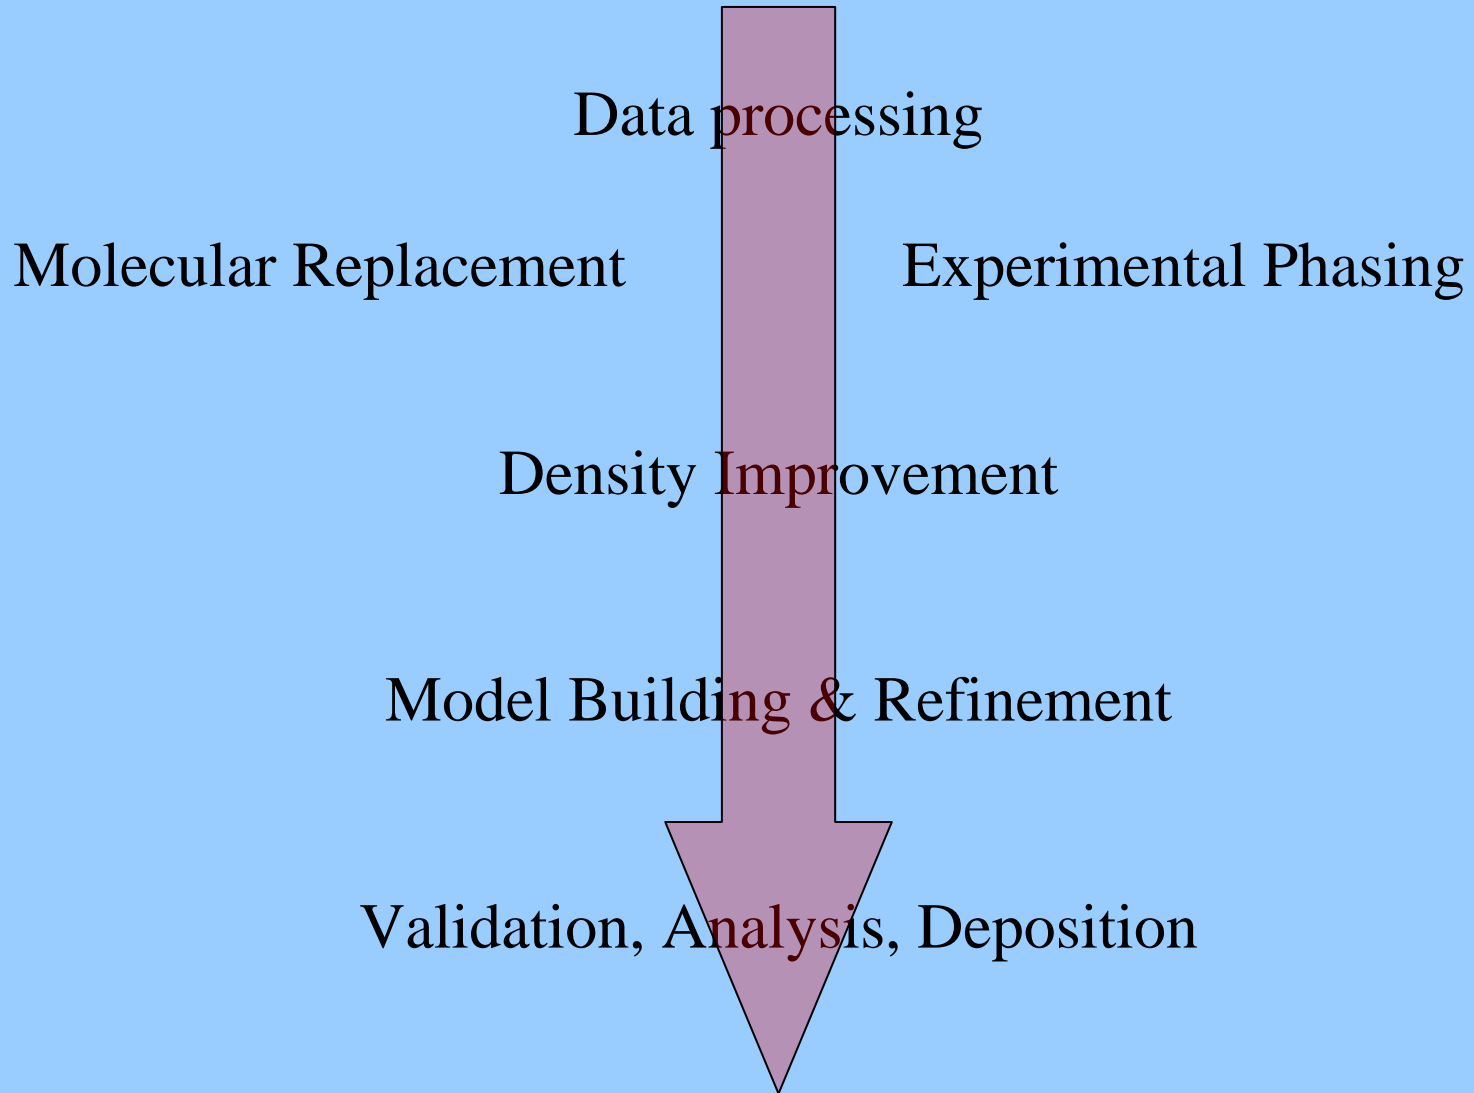 Data processing
Molecular Replacement Experimental Phasing
Density Improvement
Model Building & Refinement
Validation, Analysis, Deposition